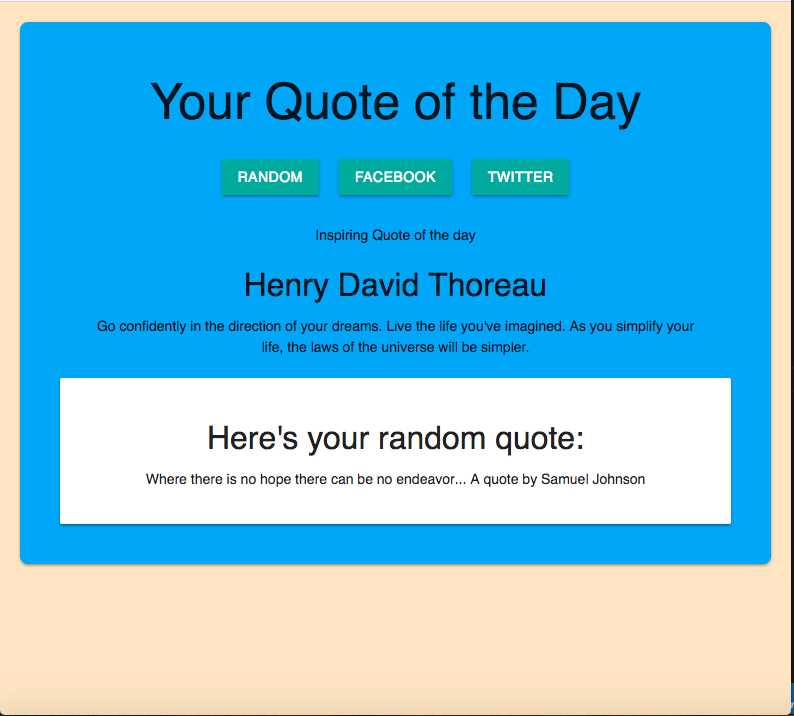 Your Quote of the Day
RANDOM FACEBOOK TWITTER
Inspiring Quote of the day
Henry David Thoreau
Go confidently in the direction of your dreams. Live the life you've imagined. As you simplify your
life, the laws of the universe will be simpler.
Here's your random quote:
Where there is no hope there can be no endeavor... A quote by Samuel Johnson